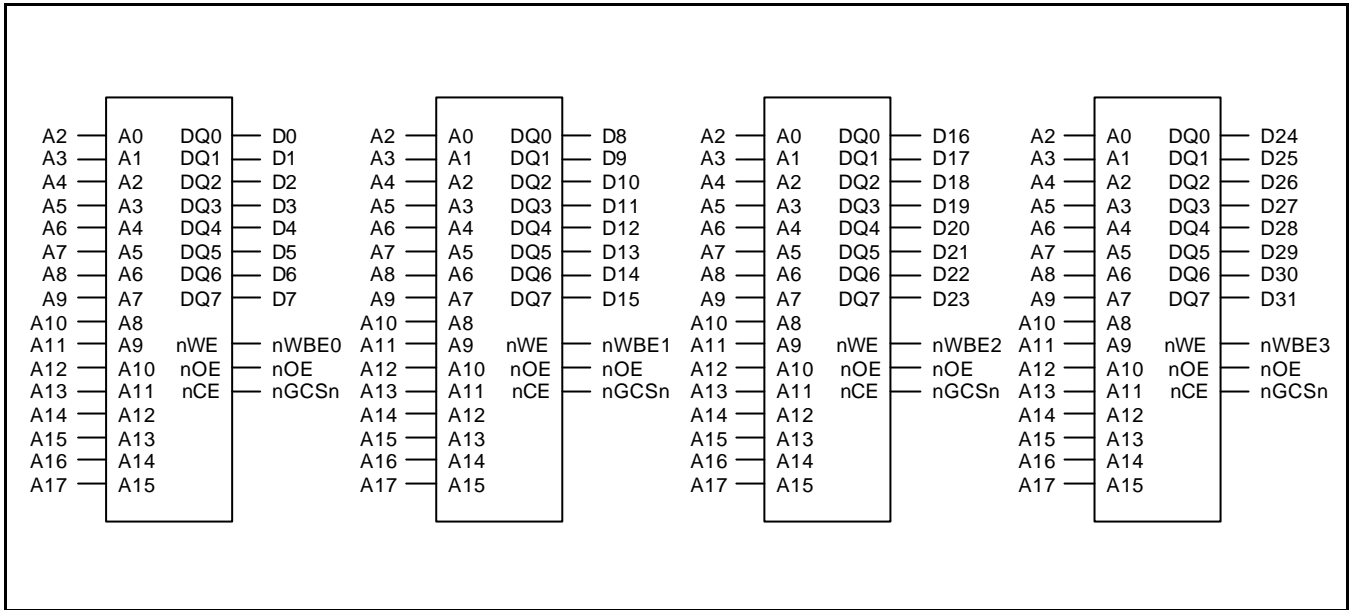 A2 A0 DQ0 D0 A2 A0 DQ0 D8 A2 A0 DQ0 D16 A2 A0 DQ0 D24
A3 A1 DQ1 D1 A3 A1 DQ1 D9 A3 A1 DQ1 D17 A3 A1 DQ1 D25
A4 A2 DQ2 D2 A4 A2 DQ2 D10 A4 A2 DQ2 D18 A4 A2 DQ2 D26
A5 A3 DQ3 D3 A5 A3 DQ3 D11 A5 A3 DQ3 D19 A5 A3 DQ3 D27
A6 A4 DQ4 D4 A6 A4 DQ4 D12 A6 A4 DQ4 D20 A6 A4 DQ4 D28
A7 A5 DQ5 D5 A7 A5 DQ5 D13 A7 A5 DQ5 D21 A7 A5 DQ5 D29
A8 A6 DQ6 D6 A8 A6 DQ6 D14 A8 A6 DQ6 D22 A8 A6 DQ6 D30
A9 A7 DQ7 D7 A9 A7 DQ7 D15 A9 A7 DQ7 D23 A9 A7 DQ7 D31
A10 A8 A10 A8 A10 A8 A10 A8
A11 A9 nWE nWBE0 A11 A9 nWE nWBE1 A11 A9 nWE nWBE2 A11 A9 nWE nWBE3
A12 A10 nOE nOE A12 A10 nOE nOE A12 A10 nOE nOE A12 A10 nOE nOE
A13 A11 nCE nGCSn A13 A11 nCE nGCSn A13 A11 nCE nGCSn A13 A11 nCE nGCSn
A14 A12 A14 A12 A14 A12 A14 A12
A15 A13 A15 A13 A15 A13 A15 A13
A16 A14 A16 A14 A16 A14 A16 A14
A17 A15 A17 A15 A17 A15 A17 A15